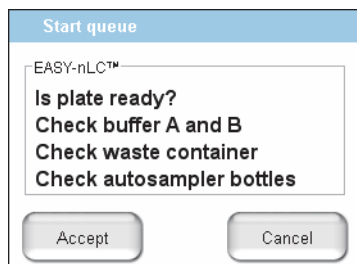 Start queue
EASY-nLC™
Is plate ready?
Check buffer A and B
Check waste container
Check autosampler bottles
Accept
Cancel